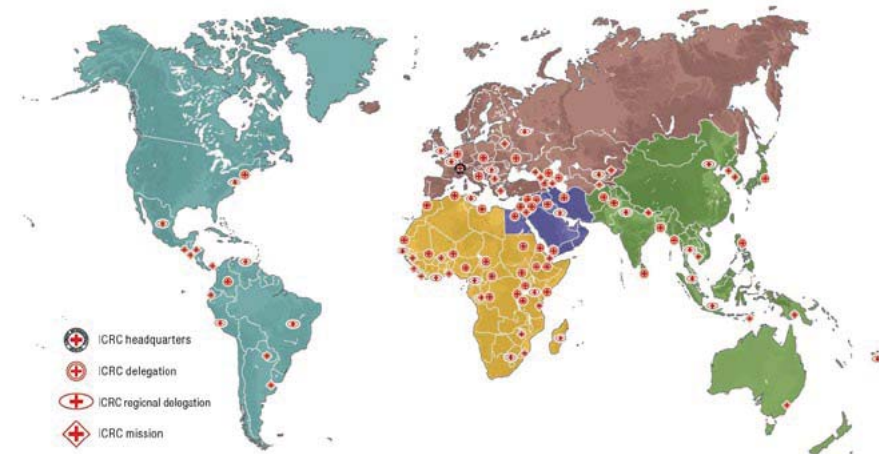 ICRC headquarters
ICRC delegation
ICRC regional delegation
ICRC mission